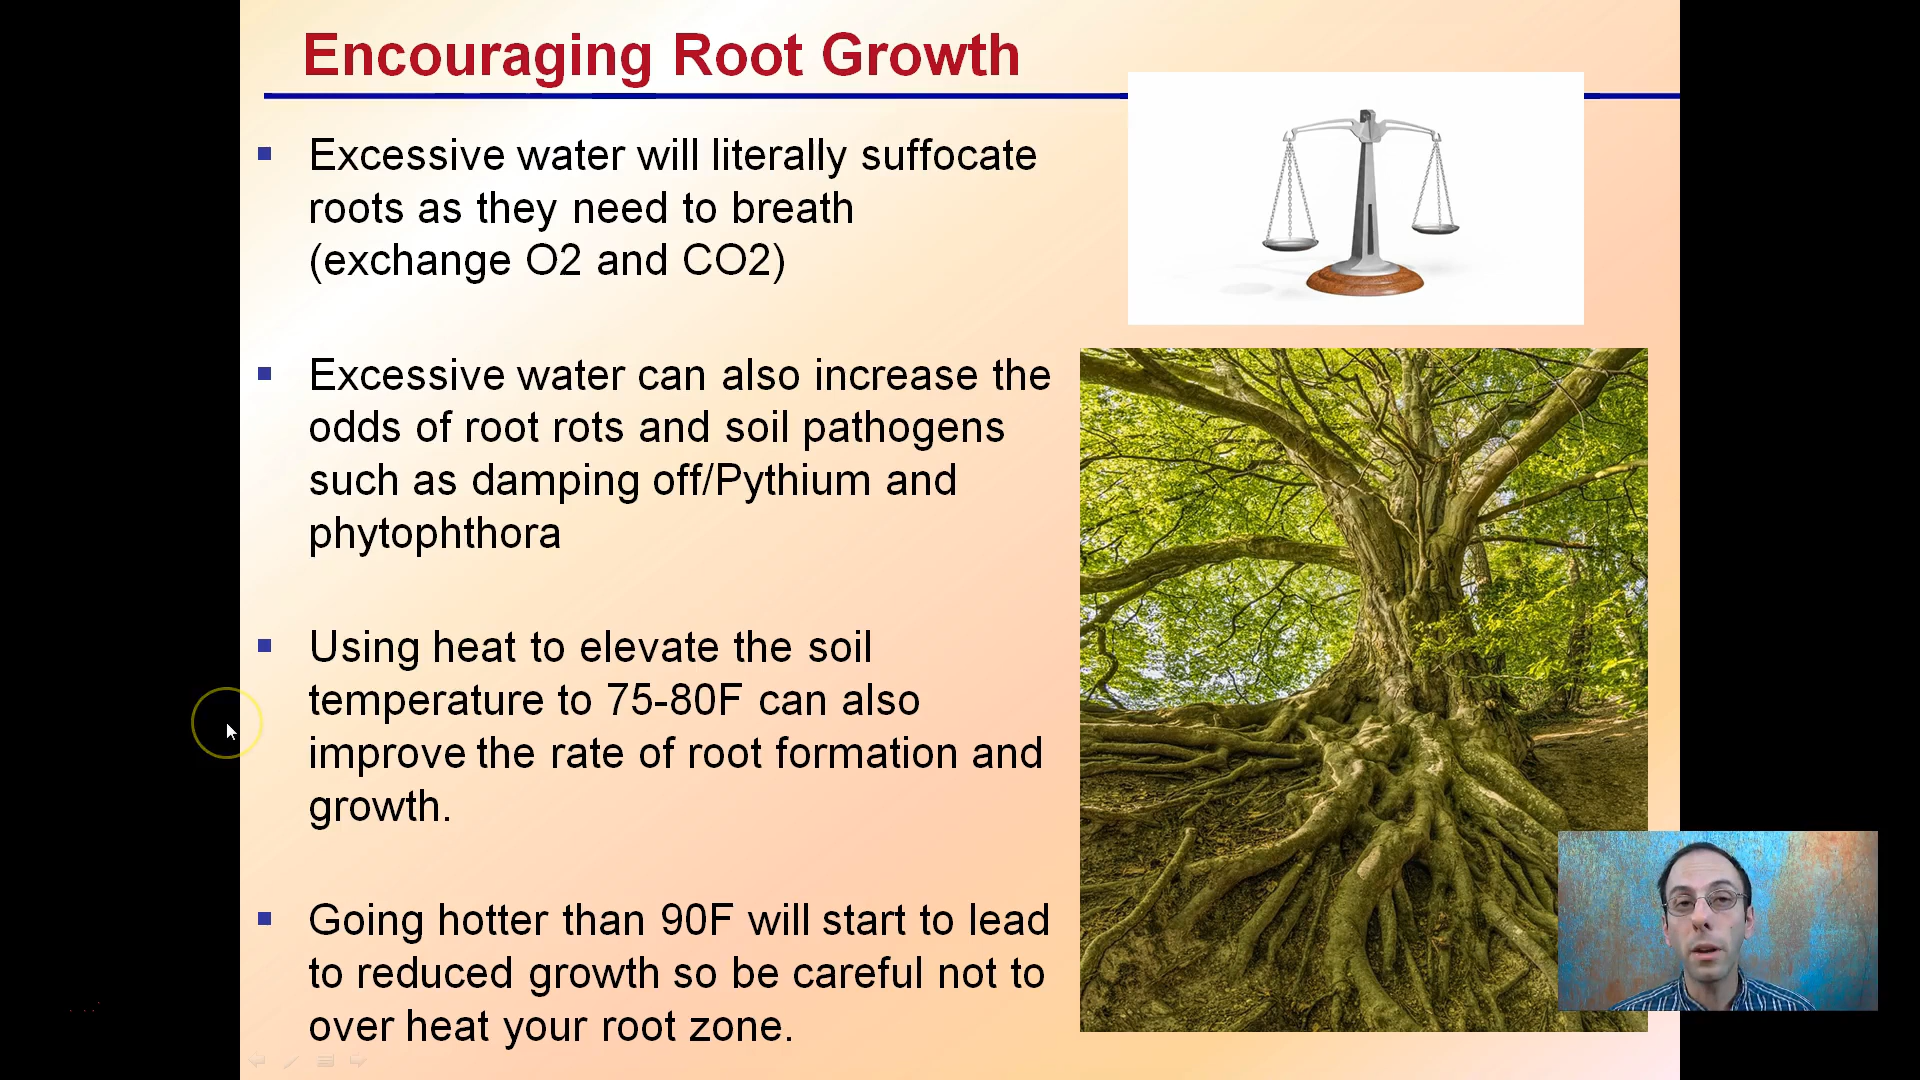 Encouraging Root Growth
Excessive water will literally suffocate
roots as they need to breath
(exchange O2 and CO2)
Excessive water can also increase the
odds of root rots and soil pathogens
such as damping off/Pythium and
phytophthora
Using heat to elevate the soil
temperature to 75-80F can also
improve the rate of root formation and
growth.
Going hotter than 90F will start to lead
to reduced growth so be careful not to
over heat your root zone.